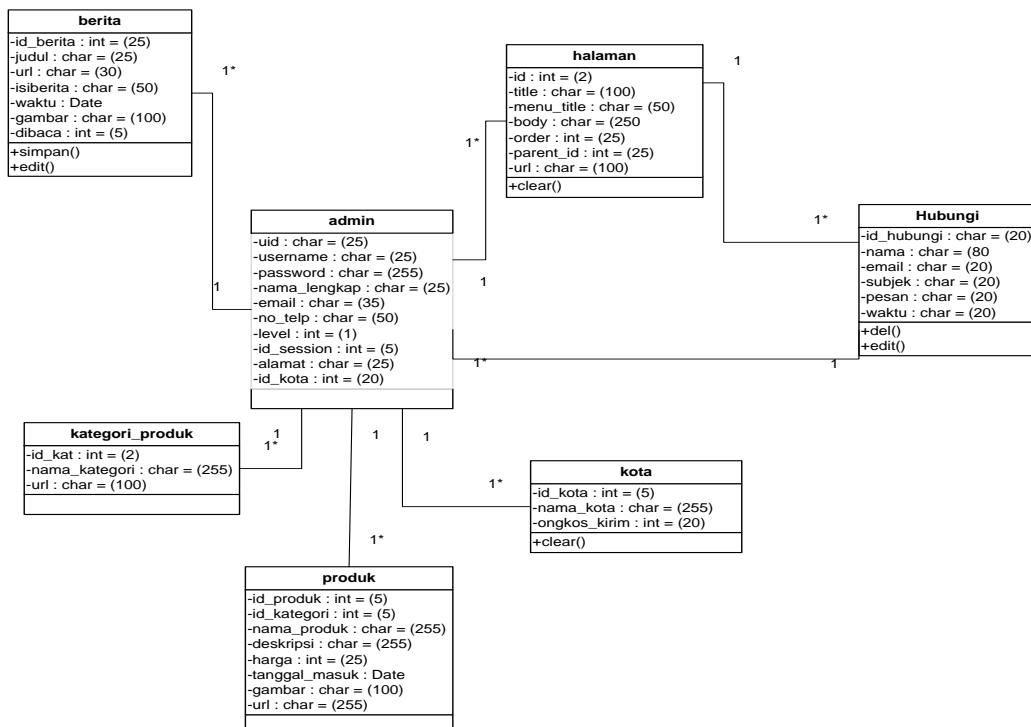 berita
-id_berita : int = (25)
-judul : char = (25)
-url : char = (30)
-isiberita : char = (50)
-waktu : Date
-gambar : char = (100)
-dibaca : int = (5)
+simpan()
+edit()
1*
1
halaman
-id : int = (2)
-title : char = (100)
-menu_title : char = (50)
-body : char = (250
-order : int = (25)
-parent_id : int = (25)
-url : char = (100)
+clear()
1*
1
1
1*
Hubungi
-id_hubungi : char = (20)
-nama : char = (80
-email : char = (20)
-subjek : char = (20)
-pesan : char = (20)
-waktu : char = (20)
+del()
+edit()
admin
-uid : char = (25)
-username : char = (25)
-password : char = (255)
-nama_lengkap : char = (25)
-email : char = (35)
-no_telp : char = (50)
-level : int = (1)
-id_session : int = (5)
-alamat : char = (25)
-id_kota : int = (20)
1*
1
kategori_produk
-id_kat : int = (2)
-nama_kategori : char = (255)
-url : char = (100)
1
1*
1
1
1*
kota
-id_kota : int = (5)
-nama_kota : char = (255)
-ongkos_kirim : int = (20)
+clear()
1*
produk
-id_produk : int = (5)
-id_kategori : int = (5)
-nama_produk : char = (255)
-deskripsi : char = (255)
-harga : int = (25)
-tanggal_masuk : Date
-gambar : char = (100)
-url : char = (255)